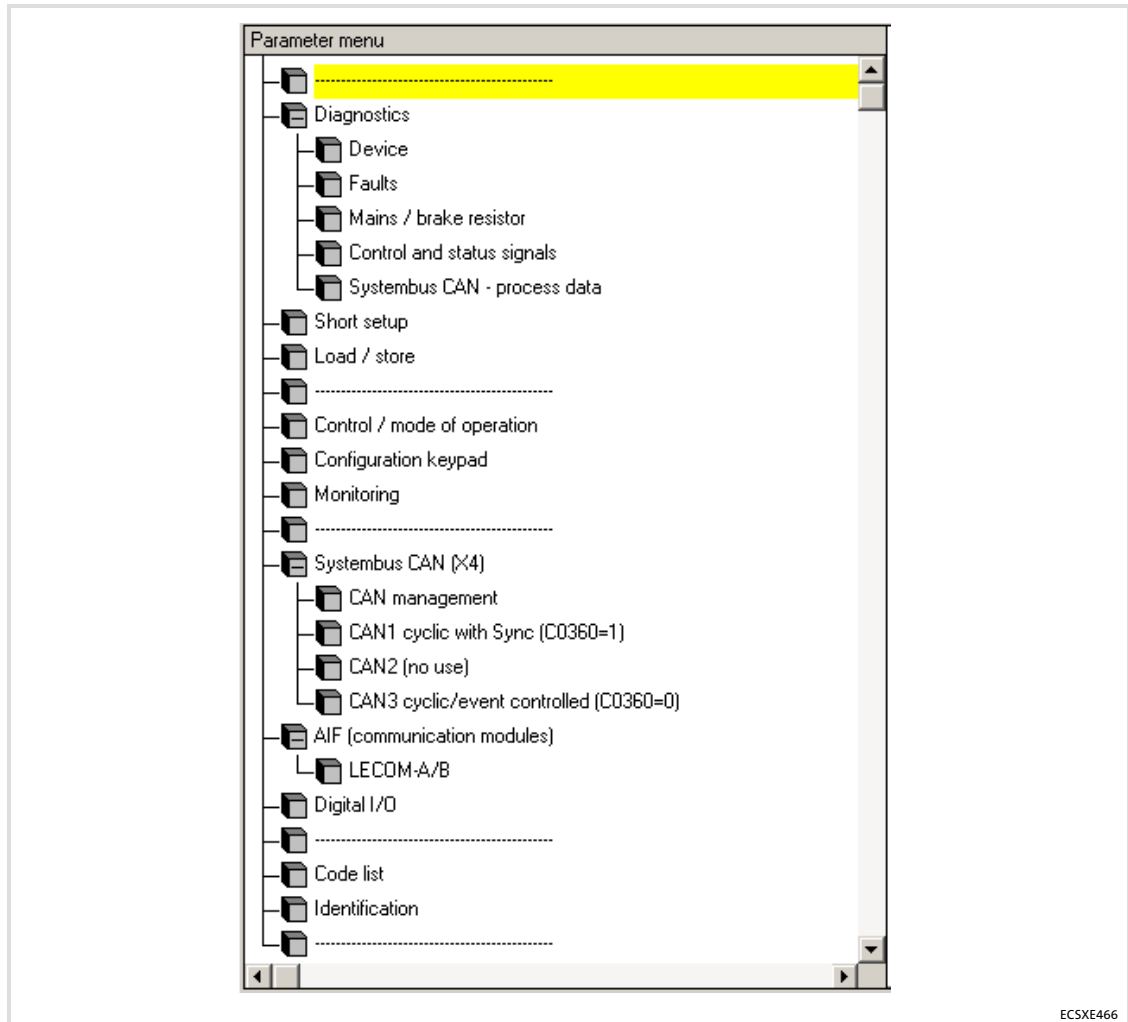 Parameter menu
------------------------------------------
Diagnostics
Device
Faults
Mains / brake resistor
Control and status signals
Systembus CAN - process data
Short setup
Load / store
------------------------------------------
Control / mode of operation
Configuration keypad
Monitoring
------------------------------------------
Systembus CAN (X4)
CAN management
CAN1 cyclic with Sync (C0360=1)
CAN2 (no use)
CAN3 cyclic/event controlled (C0360=0)
AIF (communication modules)
LECOM-A/B
Digital I/O
------------------------------------------
Code list
Identification
------------------------------------------
ECSXE466